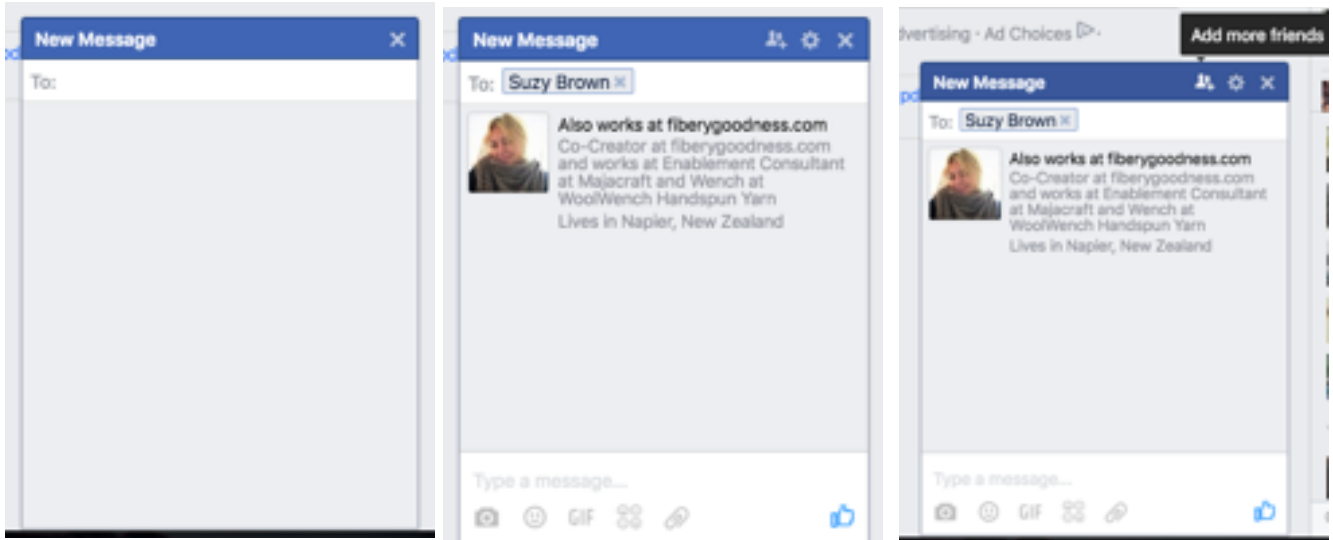 New Message
To:
New Message
To: Suzy Brown
Also works at fiberygoodness.com
Co-Creator at fiberygoodness.com
and works at Enablement Consultant
at Majacraft and Wench at
WoolWench Handspun Yarn
Lives in Napier, New Zealand
Type a message...
GIF
dvertising · Ad Choices
Add more friends
New Message
To: Suzy Brown
Also works at fiberygoodness.com
Co-Creator at fiberygoodness.com
and works at Enablement Consultant
at Majacraft and Wench at
WoolWench Handspun Yarn
Lives in Napier, New Zealand
Type a message...
GIF